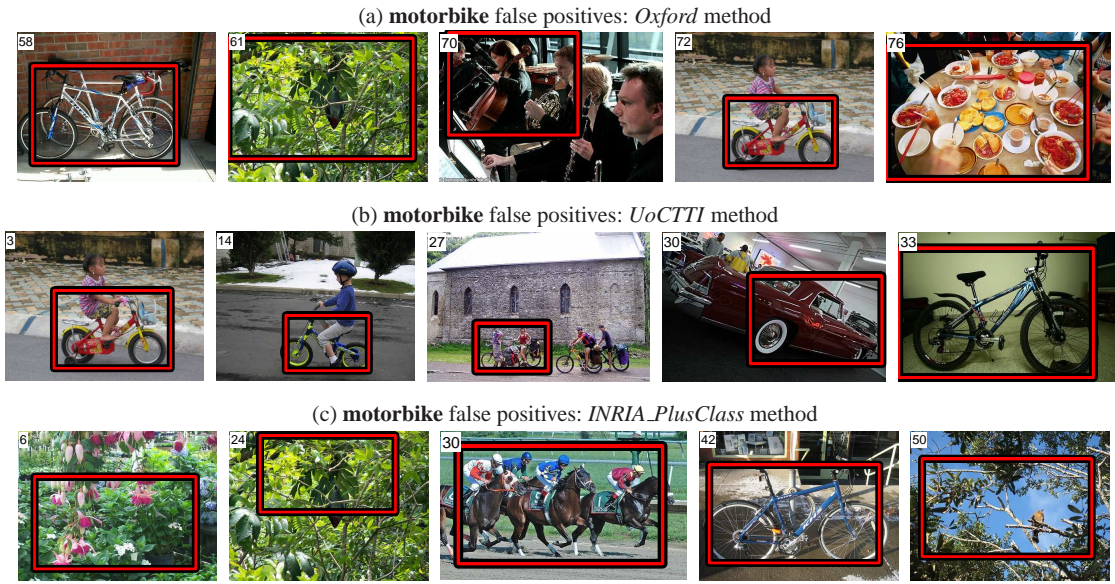 (a) motorbike false positives: Oxford method
58 61 70 72 76
(b) motorbike false positives: UoCTTI method
3 14 27 30 33
(c) motorbike false positives: INRIA_PlusClass method
6 24 30 42 50